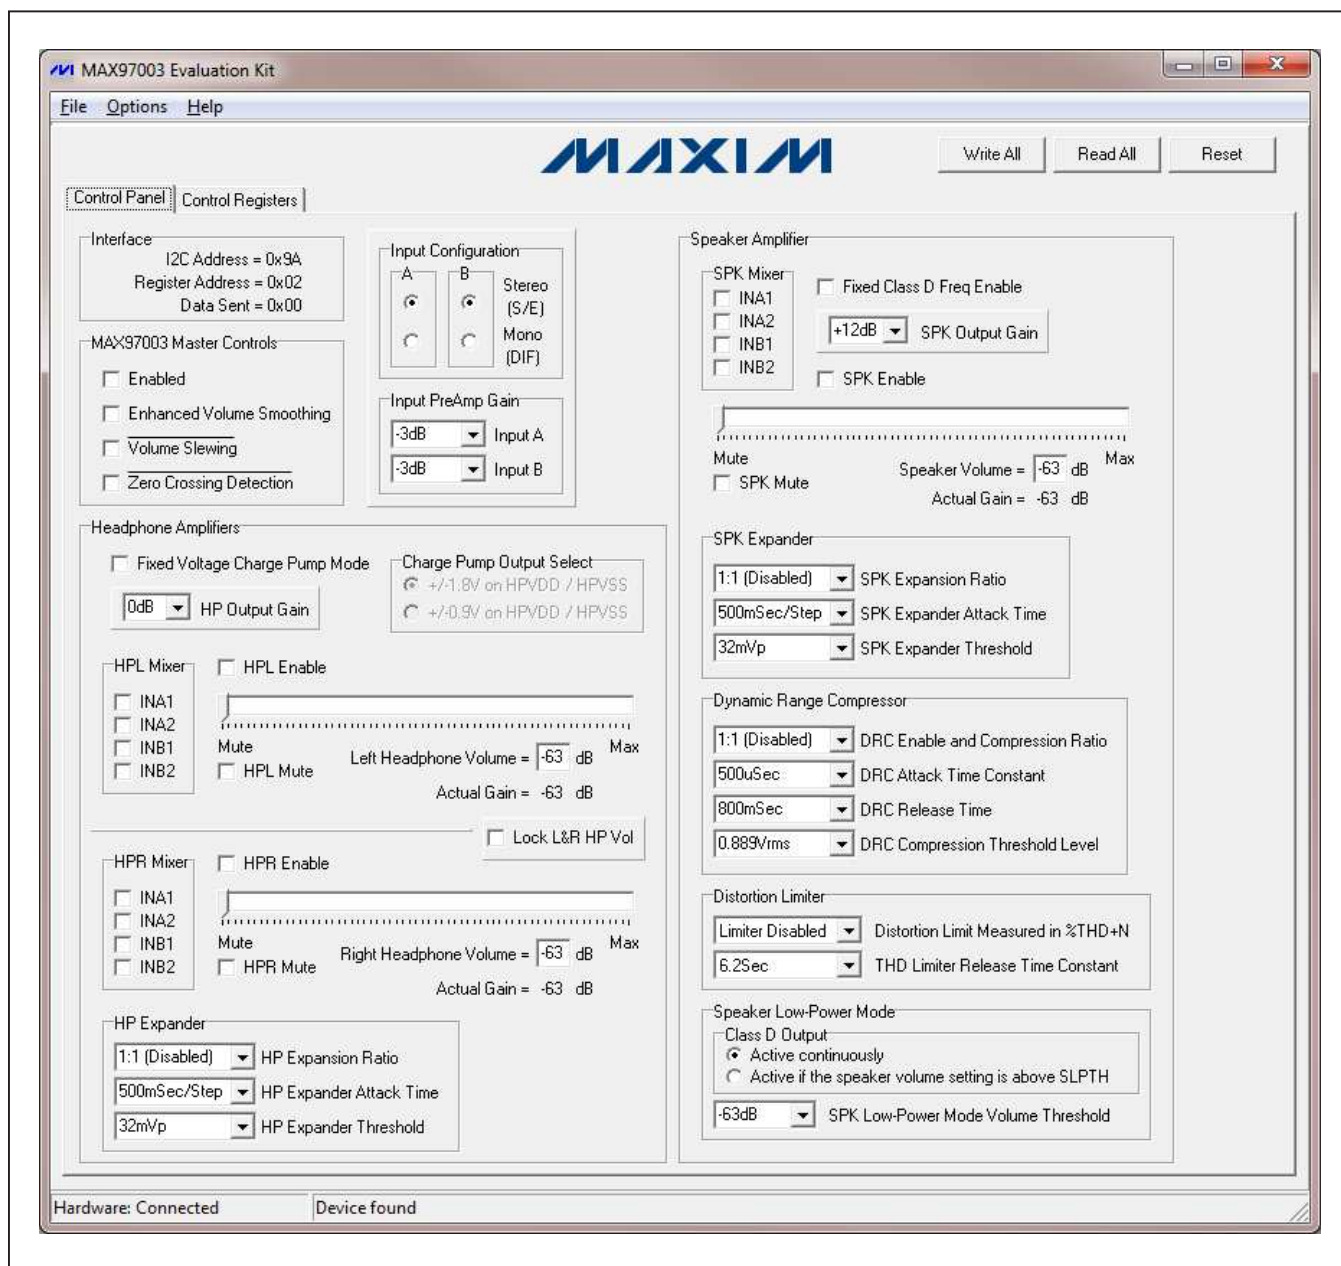 MAX97003 Evaluation Kit
File Options Help
MAXIM
Write All Read All Reset
Control Panel Control Registers
Interface
I2C Address = 0x9A
Register Address = 0x02
Data Sent = 0x00
MAX97003 Master Controls
Enabled
Enhanced Volume Smoothing
Volume Slewing
Zero Crossing Detection
Input Configuration
A B
Stereo
(S/E)
Mono
(DIF)
Input PreAmp Gain
-3dB Input A
-3dB Input B
Headphone Amplifiers
Fixed Voltage Charge Pump Mode
0dB HP Output Gain
Charge Pump Output Select
+/-1.8V on HPVDD / HPVSS
+/-0.9V on HPVDD / HPVSS
HPL Mixer
INA1
INA2
INB1
INB2
HPL Enable
Mute Max
Left Headphone Volume = -63 dB
HPL Mute
Actual Gain = -63 dB
Lock L&R HP Vol
HPR Mixer
INA1
INA2
INB1
INB2
HPR Enable
Mute Max
Right Headphone Volume = -63 dB
HPR Mute
Actual Gain = -63 dB
HP Expander
1:1 (Disabled) HP Expansion Ratio
500mSec/Step HP Expander Attack Time
32mVp HP Expander Threshold
Speaker Amplifier
SPK Mixer
INA1
INA2
INB1
INB2
Fixed Class D Freq Enable
+12dB SPK Output Gain
SPK Enable
Mute Max
Speaker Volume = -63 dB
SPK Mute
Actual Gain = -63 dB
SPK Expander
1:1 (Disabled) SPK Expansion Ratio
500mSec/Step SPK Expander Attack Time
32mVp SPK Expander Threshold
Dynamic Range Compressor
1:1 (Disabled) DRC Enable and Compression Ratio
500uSec DRC Attack Time Constant
800mSec DRC Release Time
0.889Vrms DRC Compression Threshold Level
Distortion Limiter
Limiter Disabled Distortion Limit Measured in %THD+N
6.2Sec THD Limiter Release Time Constant
Speaker Low-Power Mode
Class D Output
Active continuously
Active if the speaker volume setting is above SLPTH
-63dB SPK Low-Power Mode Volume Threshold
Hardware: Connected Device found